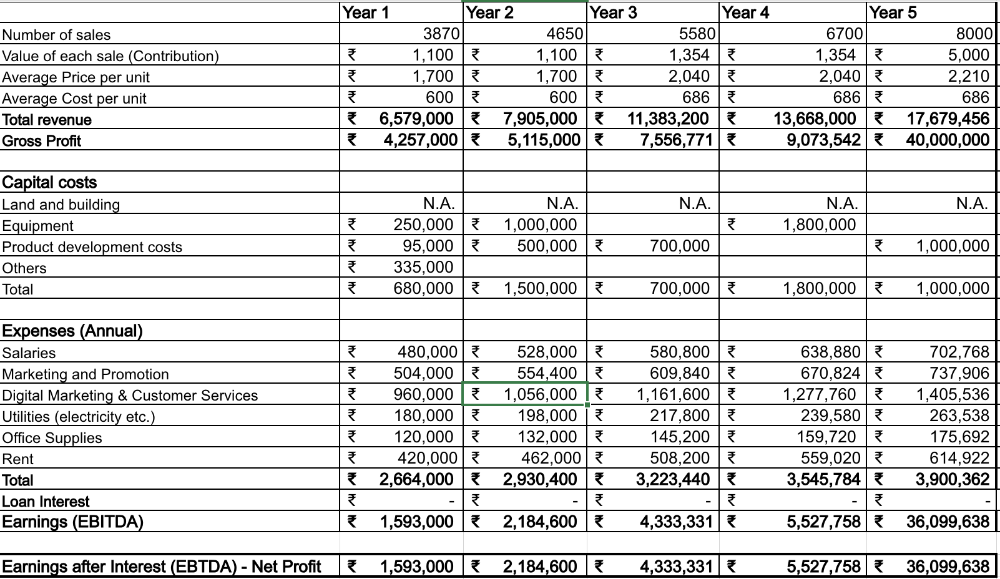 Year 1 Year 2 Year 3 Year 4 Year 5
Number of sales 3870 4650 5580 6700 8000
Value of each sale (Contribution) ₹ 1,100 ₹ 1,100 ₹ 1,354 ₹ 1,354 ₹ 5,000
Average Price per unit ₹ 1,700 ₹ 1,700 ₹ 2,040 ₹ 2,040 ₹ 2,210
Average Cost per unit ₹ 600 ₹ 600 ₹ 686 ₹ 686 ₹ 686
Total revenue ₹ 6,579,000 ₹ 7,905,000 ₹ 11,383,200 ₹ 13,668,000 ₹ 17,679,456
Gross Profit ₹ 4,257,000 ₹ 5,115,000 ₹ 7,556,771 ₹ 9,073,542 ₹ 40,000,000
Capital costs
Land and building N.A. N.A. N.A. N.A. N.A.
Equipment ₹ 250,000 ₹ 1,000,000 ₹ 1,800,000
Product development costs ₹ 95,000 ₹ 500,000 ₹ 700,000 ₹ 1,000,000
Others ₹ 335,000
Total ₹ 680,000 ₹ 1,500,000 ₹ 700,000 ₹ 1,800,000 ₹ 1,000,000
Expenses (Annual)
Salaries ₹ 480,000 ₹ 528,000 ₹ 580,800 ₹ 638,880 ₹ 702,768
Marketing and Promotion ₹ 504,000 ₹ 554,400 ₹ 609,840 ₹ 670,824 ₹ 737,906
Digital Marketing & Customer Services ₹ 960,000 ₹ 1,056,000 ₹ 1,161,600 ₹ 1,277,760 ₹ 1,405,536
Utilities (electricity etc.) ₹ 180,000 ₹ 198,000 ₹ 217,800 ₹ 239,580 ₹ 263,538
Office Supplies ₹ 120,000 ₹ 132,000 ₹ 145,200 ₹ 159,720 ₹ 175,692
Rent ₹ 420,000 ₹ 462,000 ₹ 508,200 ₹ 559,020 ₹ 614,922
Total ₹ 2,664,000 ₹ 2,930,400 ₹ 3,223,440 ₹ 3,545,784 ₹ 3,900,362
Loan Interest ₹ - ₹ - ₹ - ₹ - ₹ -
Earnings (EBITDA) ₹ 1,593,000 ₹ 2,184,600 ₹ 4,333,331 ₹ 5,527,758 ₹ 36,099,638
Earnings after Interest (EBTDA) - Net Profit ₹ 1,593,000 ₹ 2,184,600 ₹ 4,333,331 ₹ 5,527,758 ₹ 36,099,638